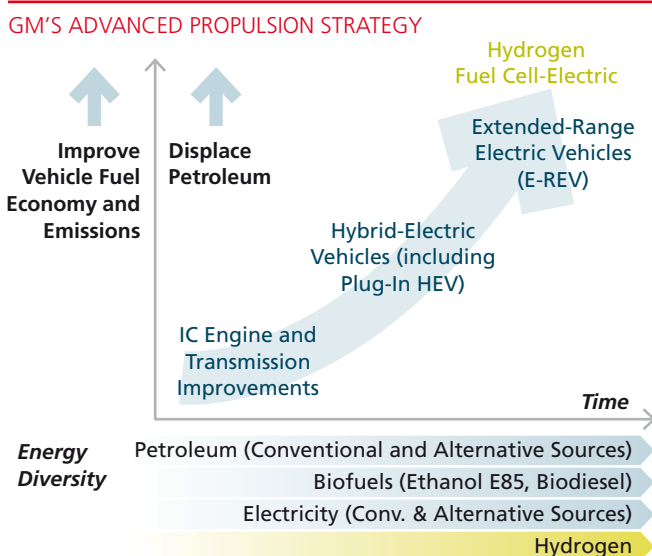 GM'S ADVANCED PROPULSION STRATEGY
Hydrogen
Fuel Cell-Electric
Improve
Vehicle Fuel
Economy and
Emissions
Displace
Petroleum
Extended-Range
Electric Vehicles
(E-REV)
Hybrid-Electric
Vehicles (including
Plug-In HEV)
IC Engine and
Transmission
Improvements
Time
Energy
Diversity
Petroleum (Conventional and Alternative Sources)
Biofuels (Ethanol E85, Biodiesel)
Electricity (Conv. & Alternative Sources)
Hydrogen